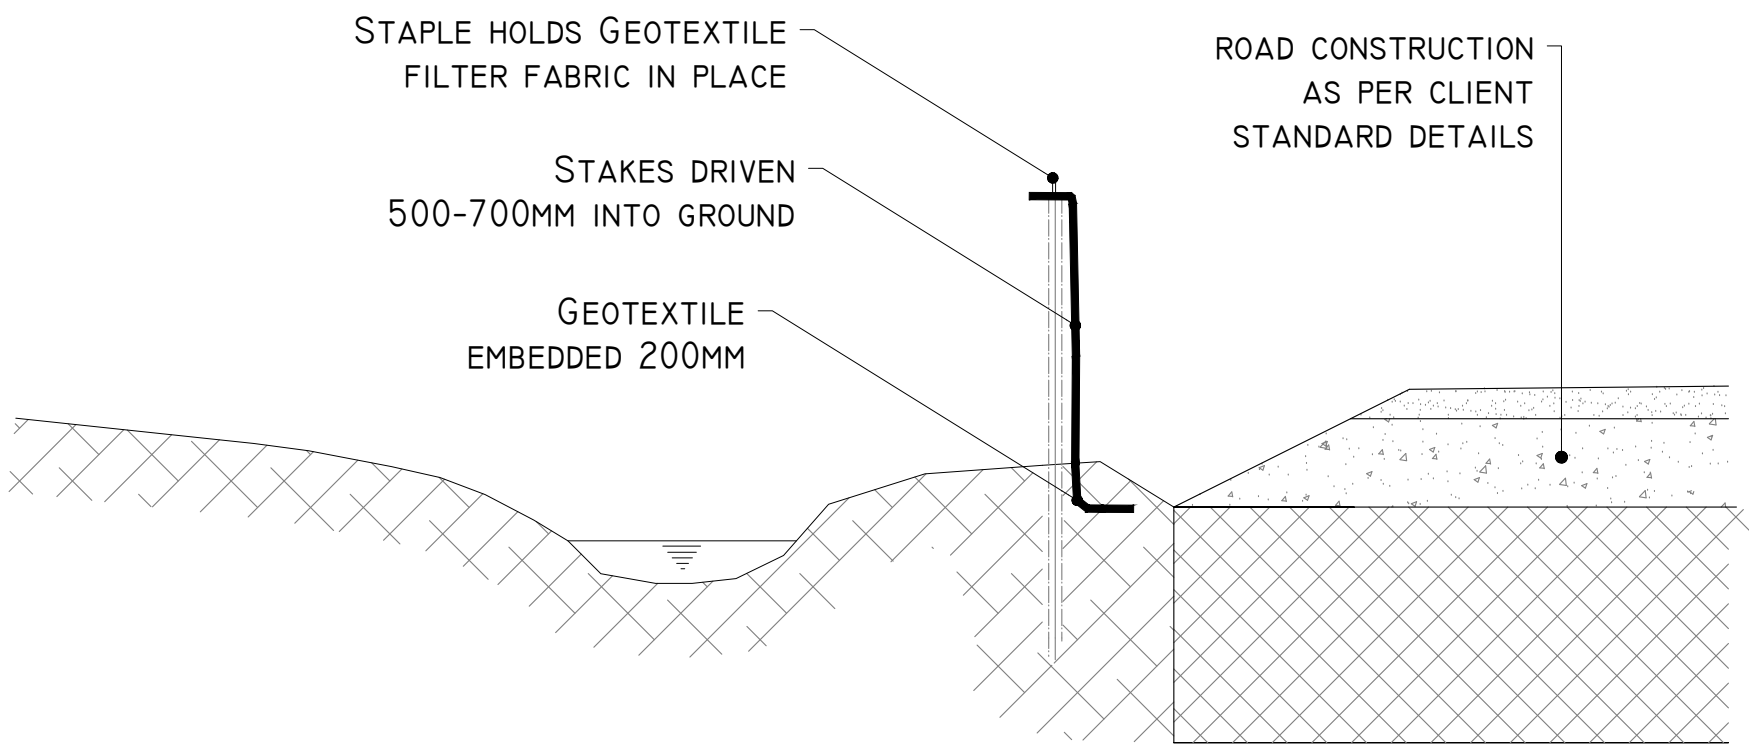 STAPLE HOLDS GEOTEXTILE
FILTER FABRIC IN PLACE
STAKES DRIVEN
500-700MM INTO GROUND
GEOTEXTILE
EMBEDDED 200MM
ROAD CONSTRUCTION
AS PER CLIENT
STANDARD DETAILS